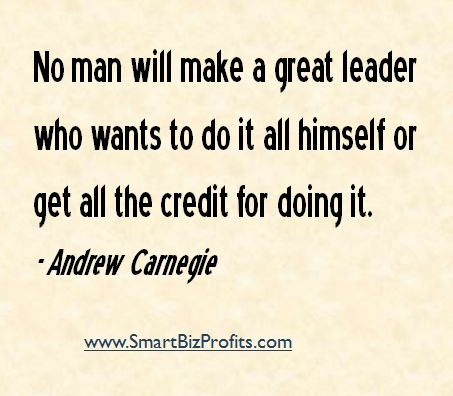 No man will make a great leader
who wants to do it all himself or
get all the credit for doing it.
- Andrew Carnegie
www.SmartBizProfits.com